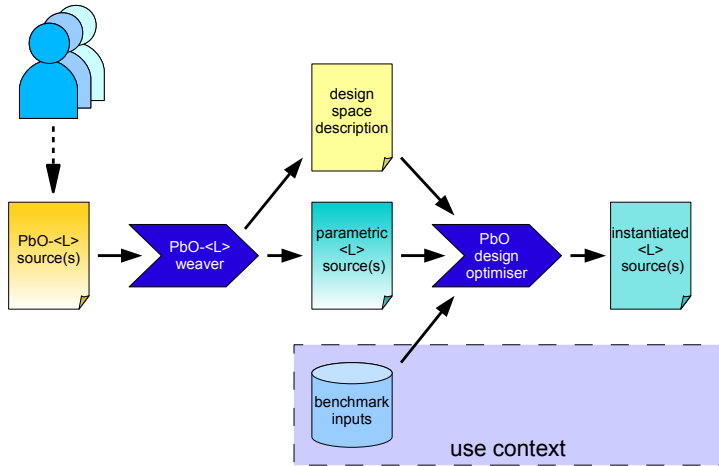 design
space
description
PbO-<L>
source(s)
PbO-<L>
weaver
parametric
<L>
source(s)
PbO
design
optimiser
instantiated
<L>
source(s)
benchmark
inputs
use context